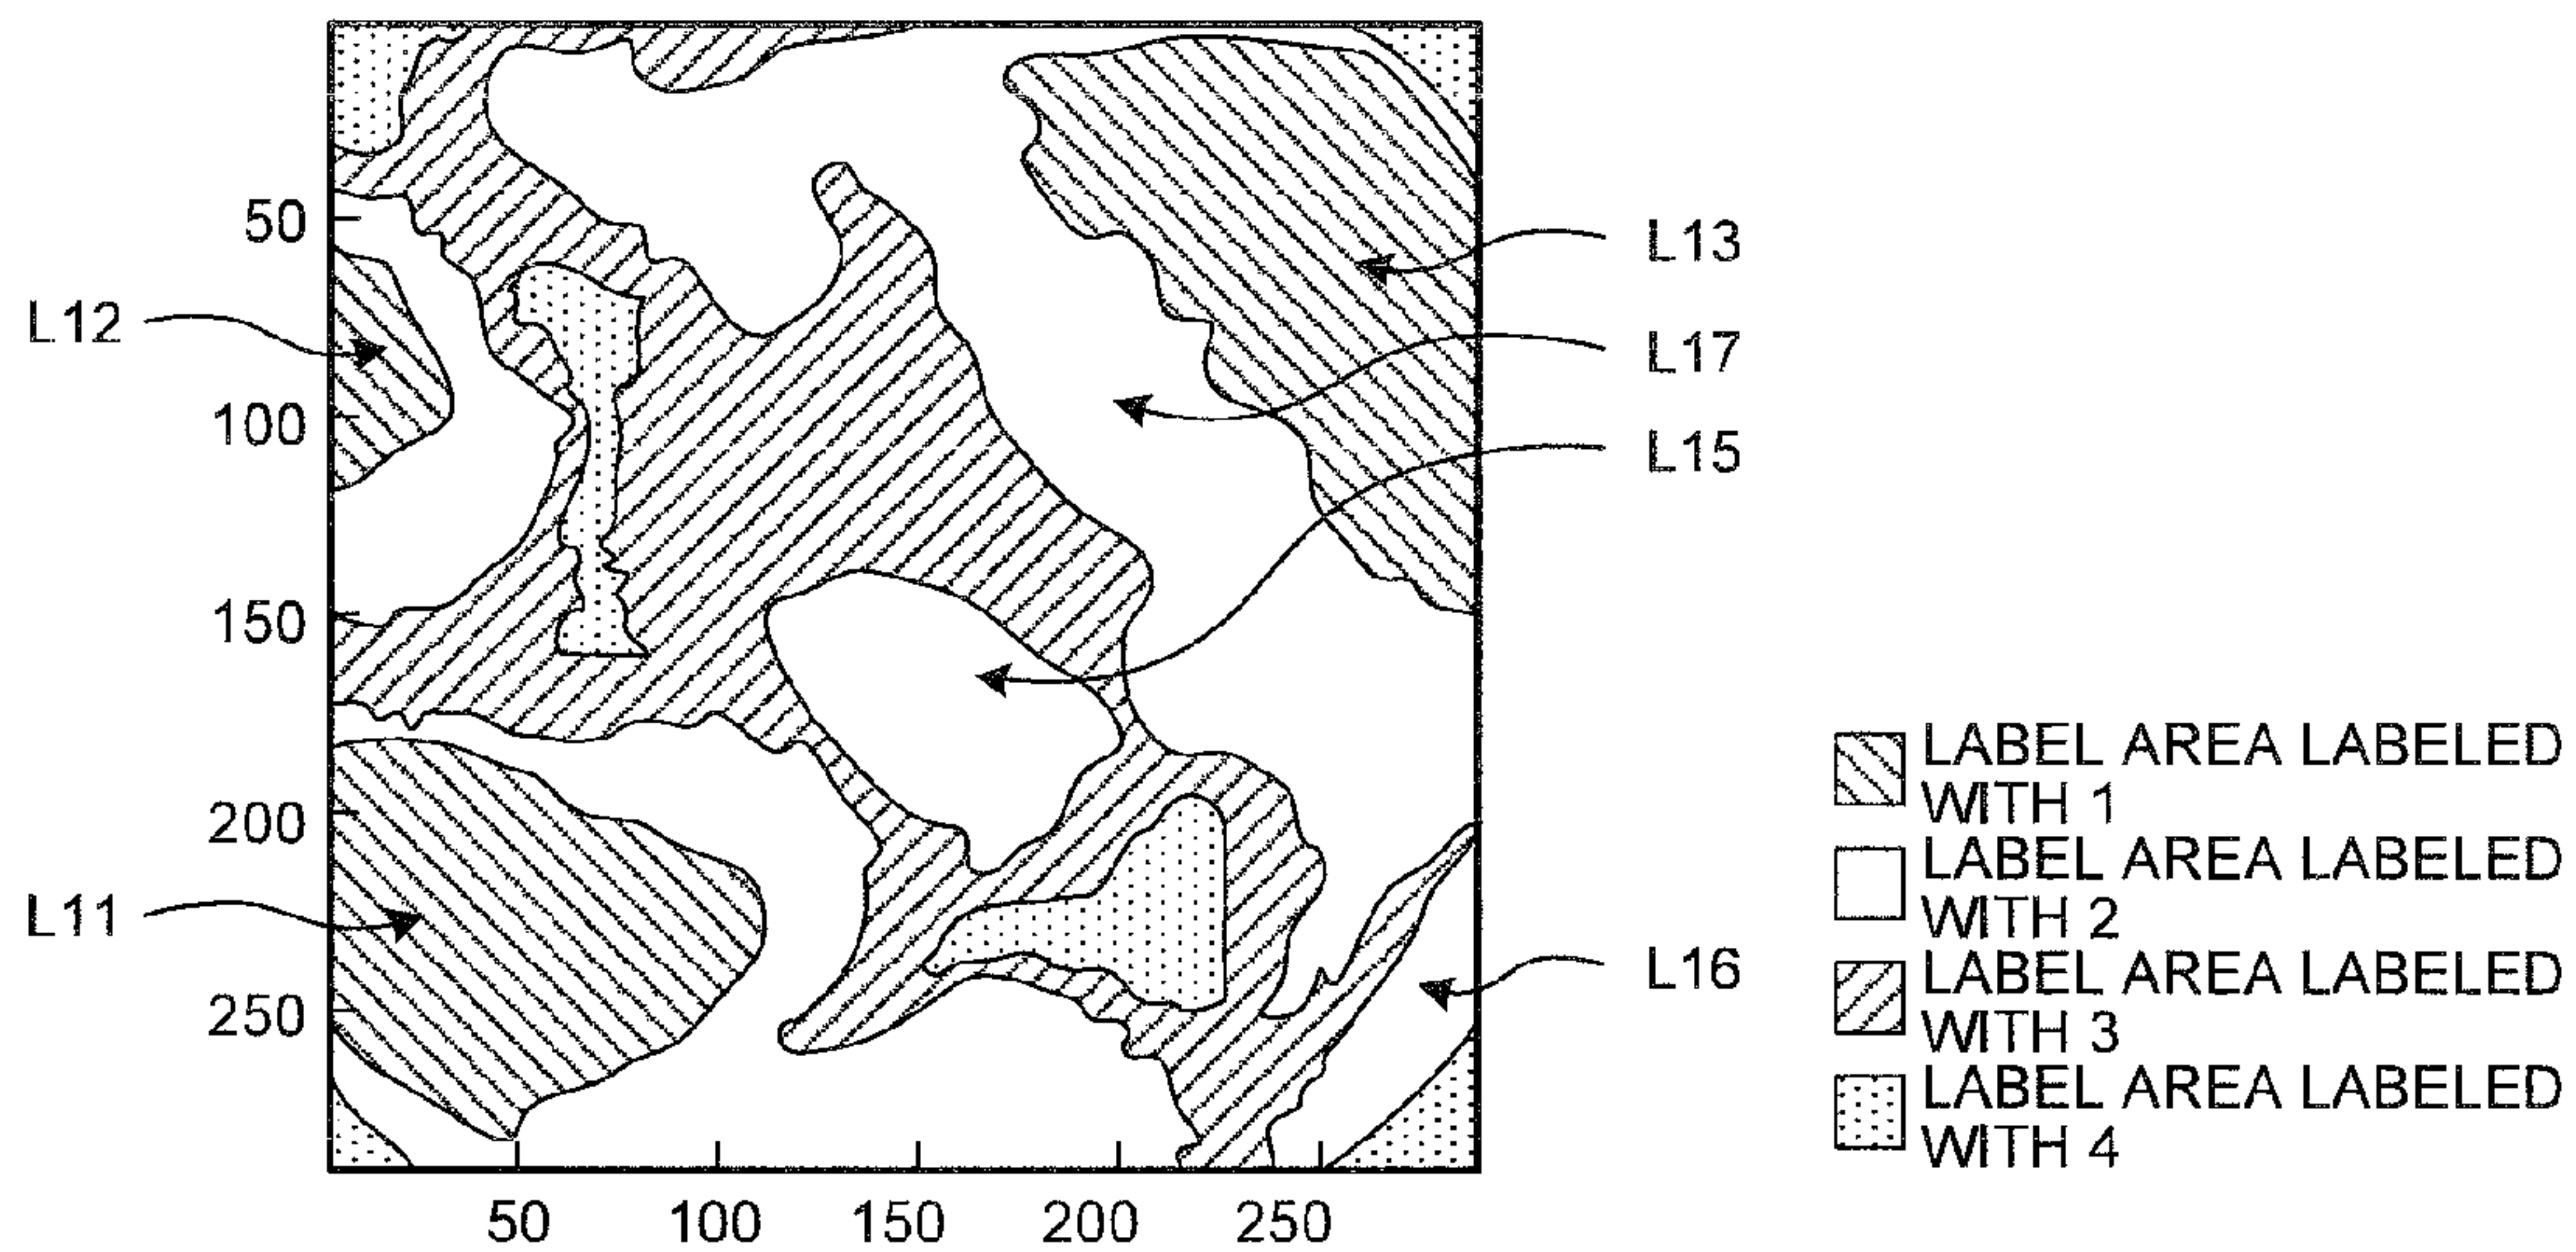 50
100
150
200
250
50
100
150
200
250
L12
L11
L13
L17
L15
L16
LABEL AREA LABELED
WITH 1
LABEL AREA LABELED
WITH 2
LABEL AREA LABELED
WITH 3
LABEL AREA LABELED
WITH 4